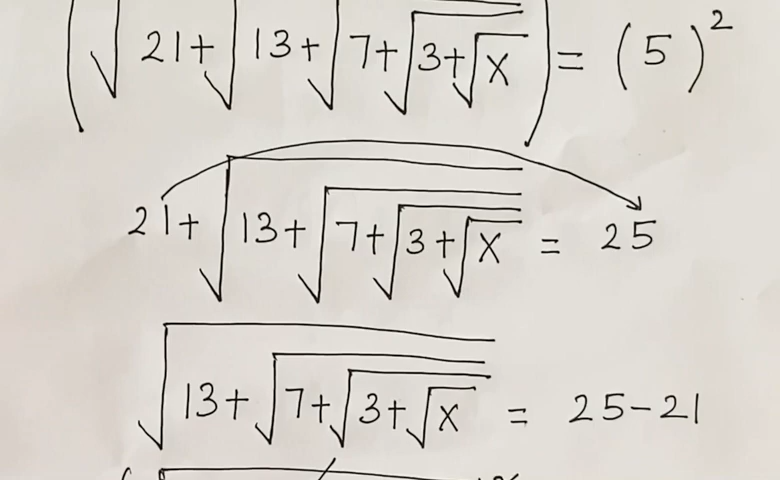 (√(21+√(13+√(7+√(3+√x))))) = (5)²
21+√(13+√(7+√(3+√x))) = 25
√(13+√(7+√(3+√x))) = 25-21